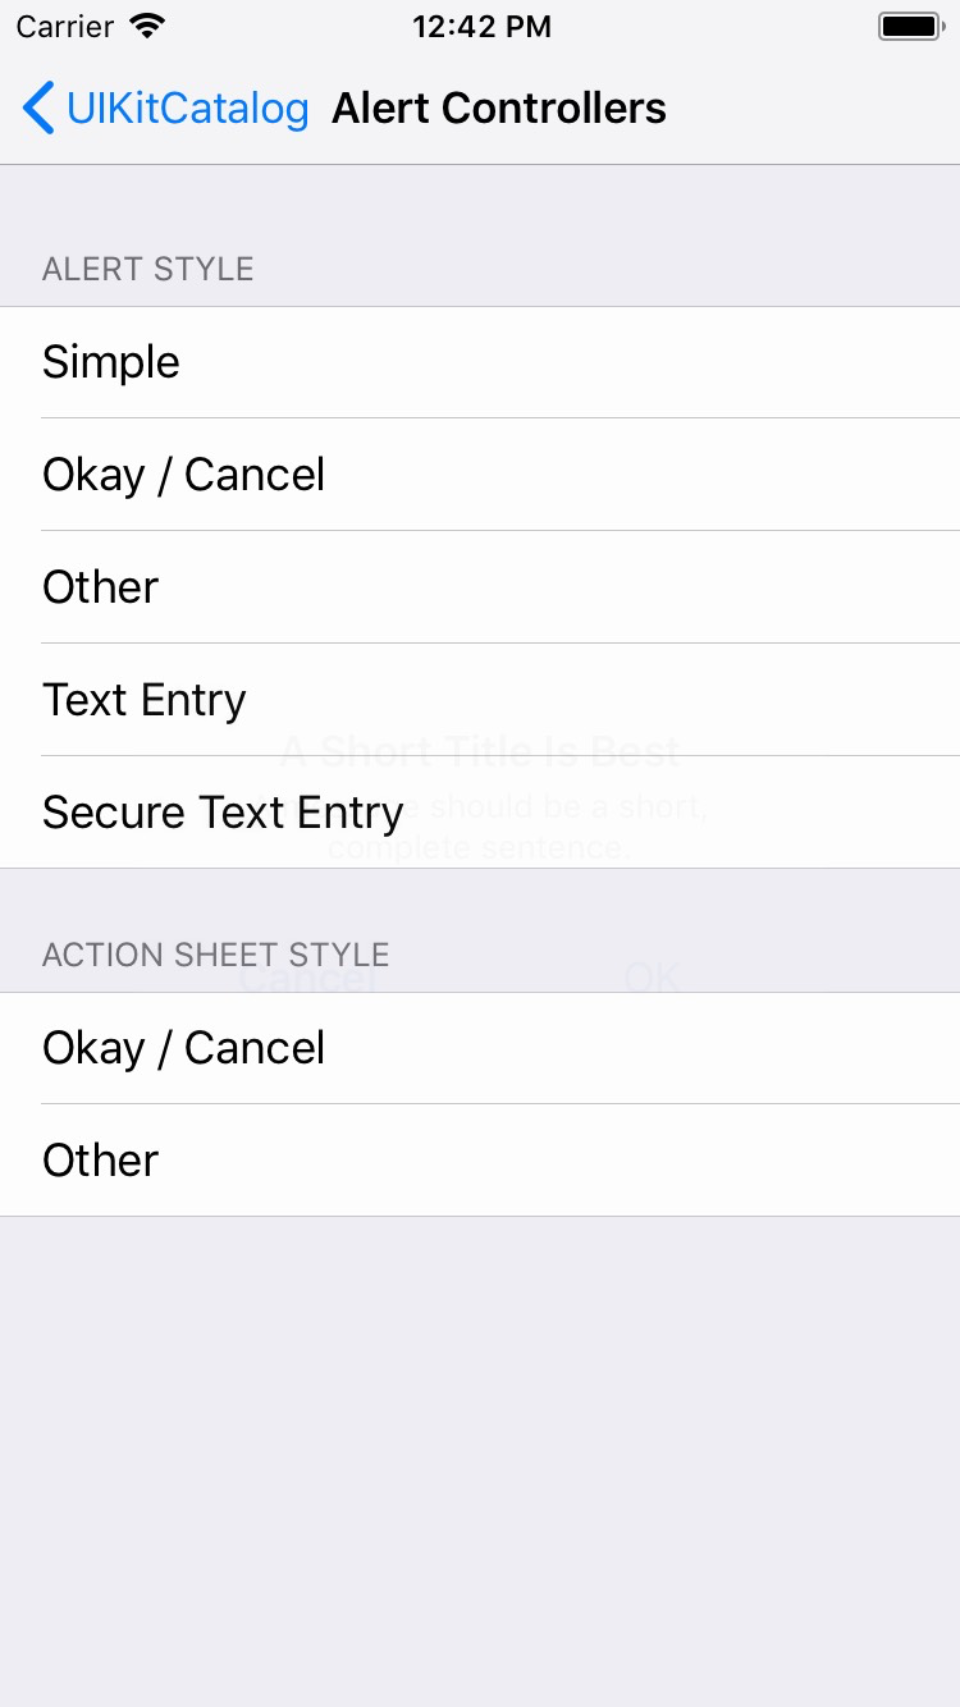 Carrier 12:42 PM
UIKitCatalog Alert Controllers
ALERT STYLE
Simple
Okay / Cancel
Other
Text Entry
A Short Title Is Best
Secure Text Entry
should be a short,
complete sentence.
ACTION SHEET STYLE
Cancel OK
Okay / Cancel
Other